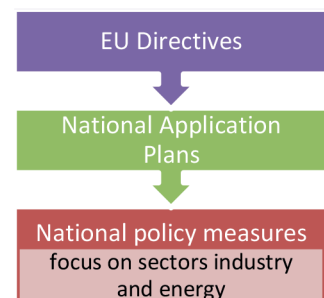 EU Directives
National Application
Plans
National policy measures
focus on sectors industry
and energy